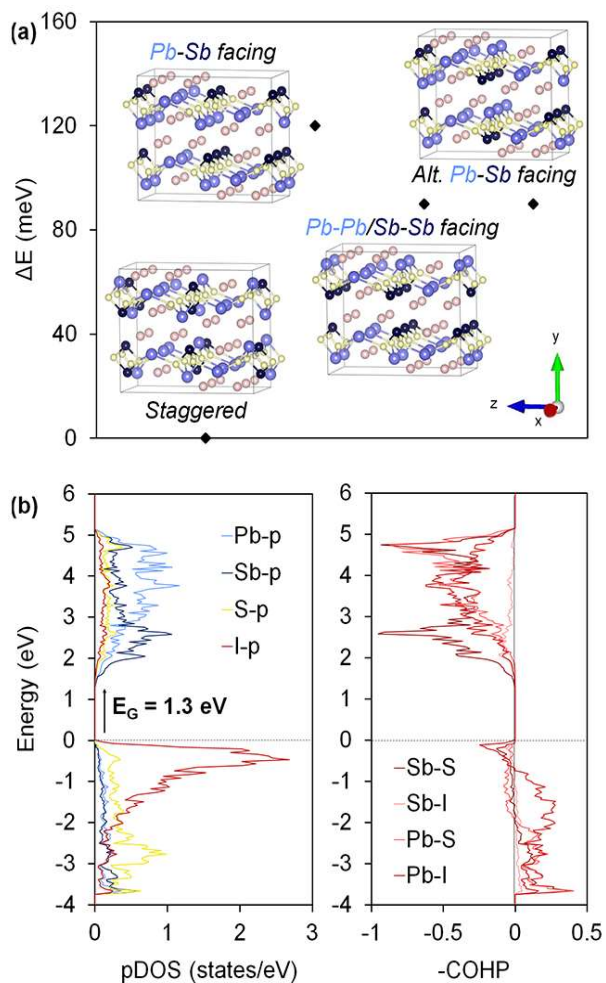 (a)
160
120
80
40
0
ΔE (meV)
Pb-Sb facing
Alt. Pb-Sb facing
Pb-Pb/Sb-Sb facing
Staggered
y
z
x
(b)
6
5
4
3
2
1
0
-1
-2
-3
-4
Energy (eV)
Pb-p
Sb-p
S-p
I-p
E_G = 1.3 eV
0 1 2 3
pDOS (states/eV)
6
5
4
3
2
1
0
-1
-2
-3
-4
Sb-S
Sb-I
Pb-S
Pb-I
-1 -0.5 0 0.5
-COHP